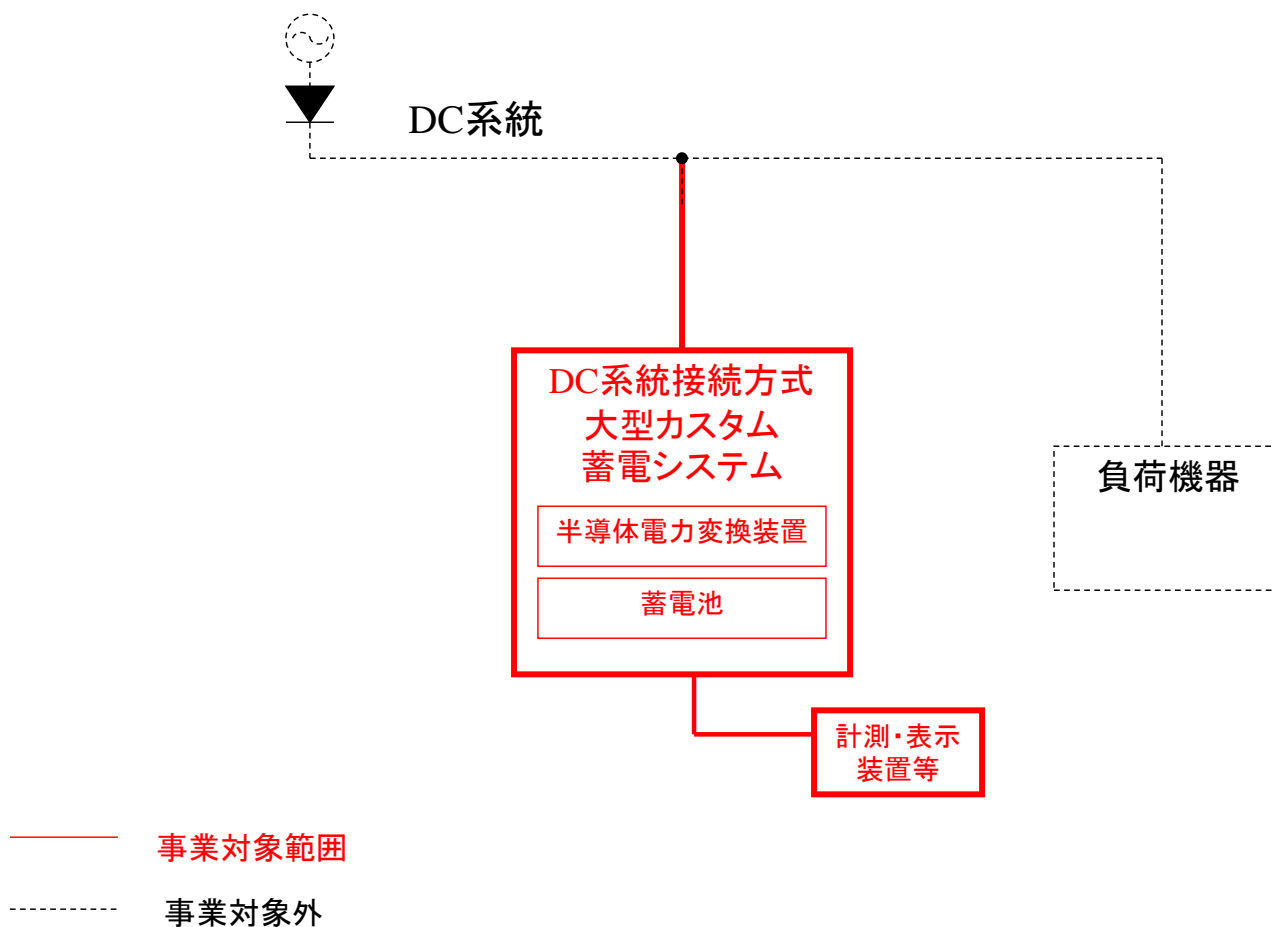 DC系統
DC系統接続方式
大型カスタム
蓄電システム
半導体電力変換装置
蓄電池
負荷機器
計測・表示
装置等
事業対象範囲
事業対象外